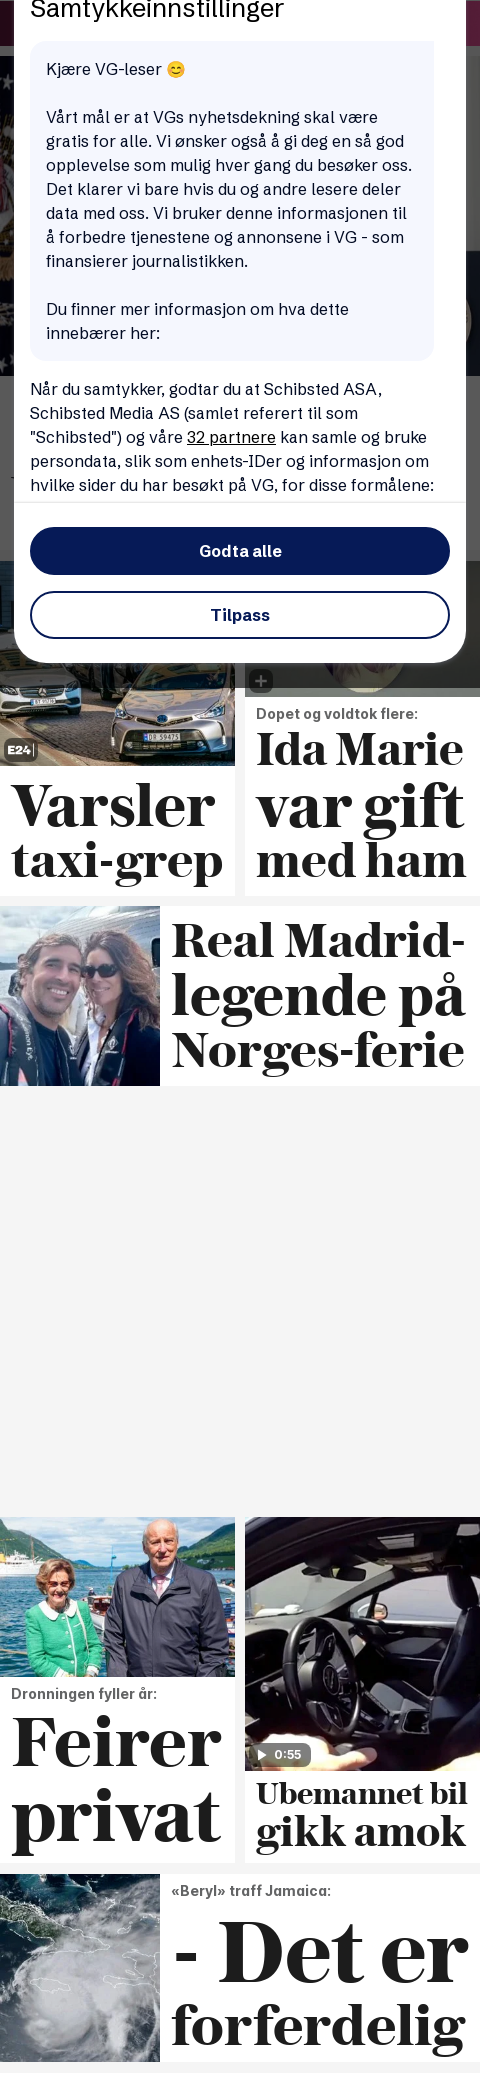 Samtykkeinnstillinger
Kjære VG-leser 😊
Vårt mål er at VGs nyhetsdekning skal være
gratis for alle. Vi ønsker også å gi deg en så god
opplevelse som mulig hver gang du besøker oss.
Det klarer vi bare hvis du og andre lesere deler
data med oss. Vi bruker denne informasjonen til
å forbedre tjenestene og annonsene i VG - som
finansierer journalistikken.
Du finner mer informasjon om hva dette
innebærer her:
Når du samtykker, godtar du at Schibsted ASA,
Schibsted Media AS (samlet referert til som
"Schibsted") og våre 32 partnere kan samle og bruke
persondata, slik som enhets-IDer og informasjon om
hvilke sider du har besøkt på VG, for disse formålene:
Godta alle
Tilpass
E24
Varsler
taxi-grep
Dopet og voldtok flere:
Ida Marie
var gift
med ham
Real Madrid-
legende på
Norges-ferie
Dronningen fyller år:
Feirer
privat
0:55
Ubemannet bil
gikk amok
«Beryl» traff Jamaica:
- Det er
forferdelig